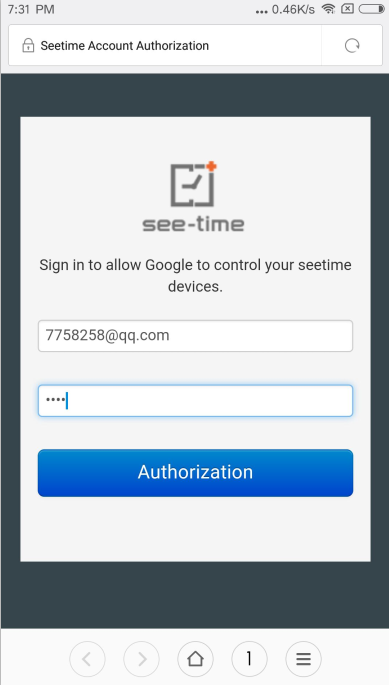 7:31 PM
... 0.46K/s
Seetime Account Authorization
see-time
Sign in to allow Google to control your seetime
devices.
7758258@qq.com
••••
Authorization
1